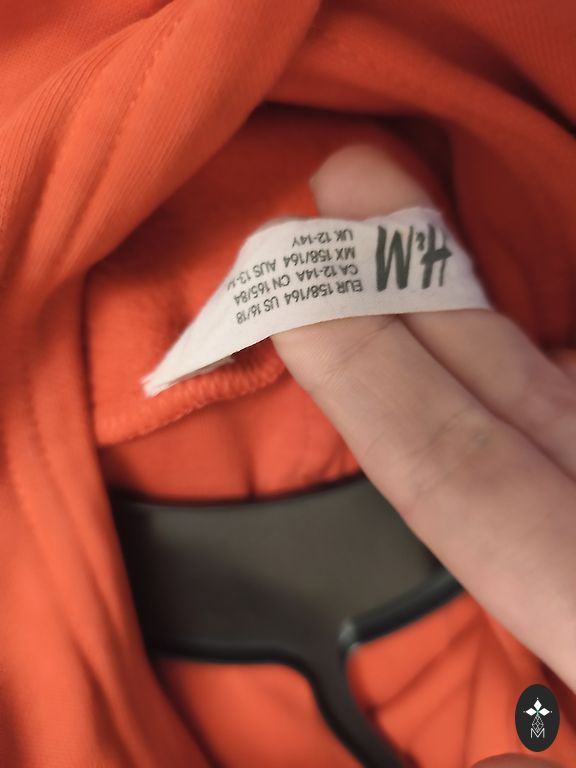 H&M
EUR 158/164 US 16/18
CA 12-14A CN 165/84
MX 158/164 AUS 13-14
UK 12-14Y
M